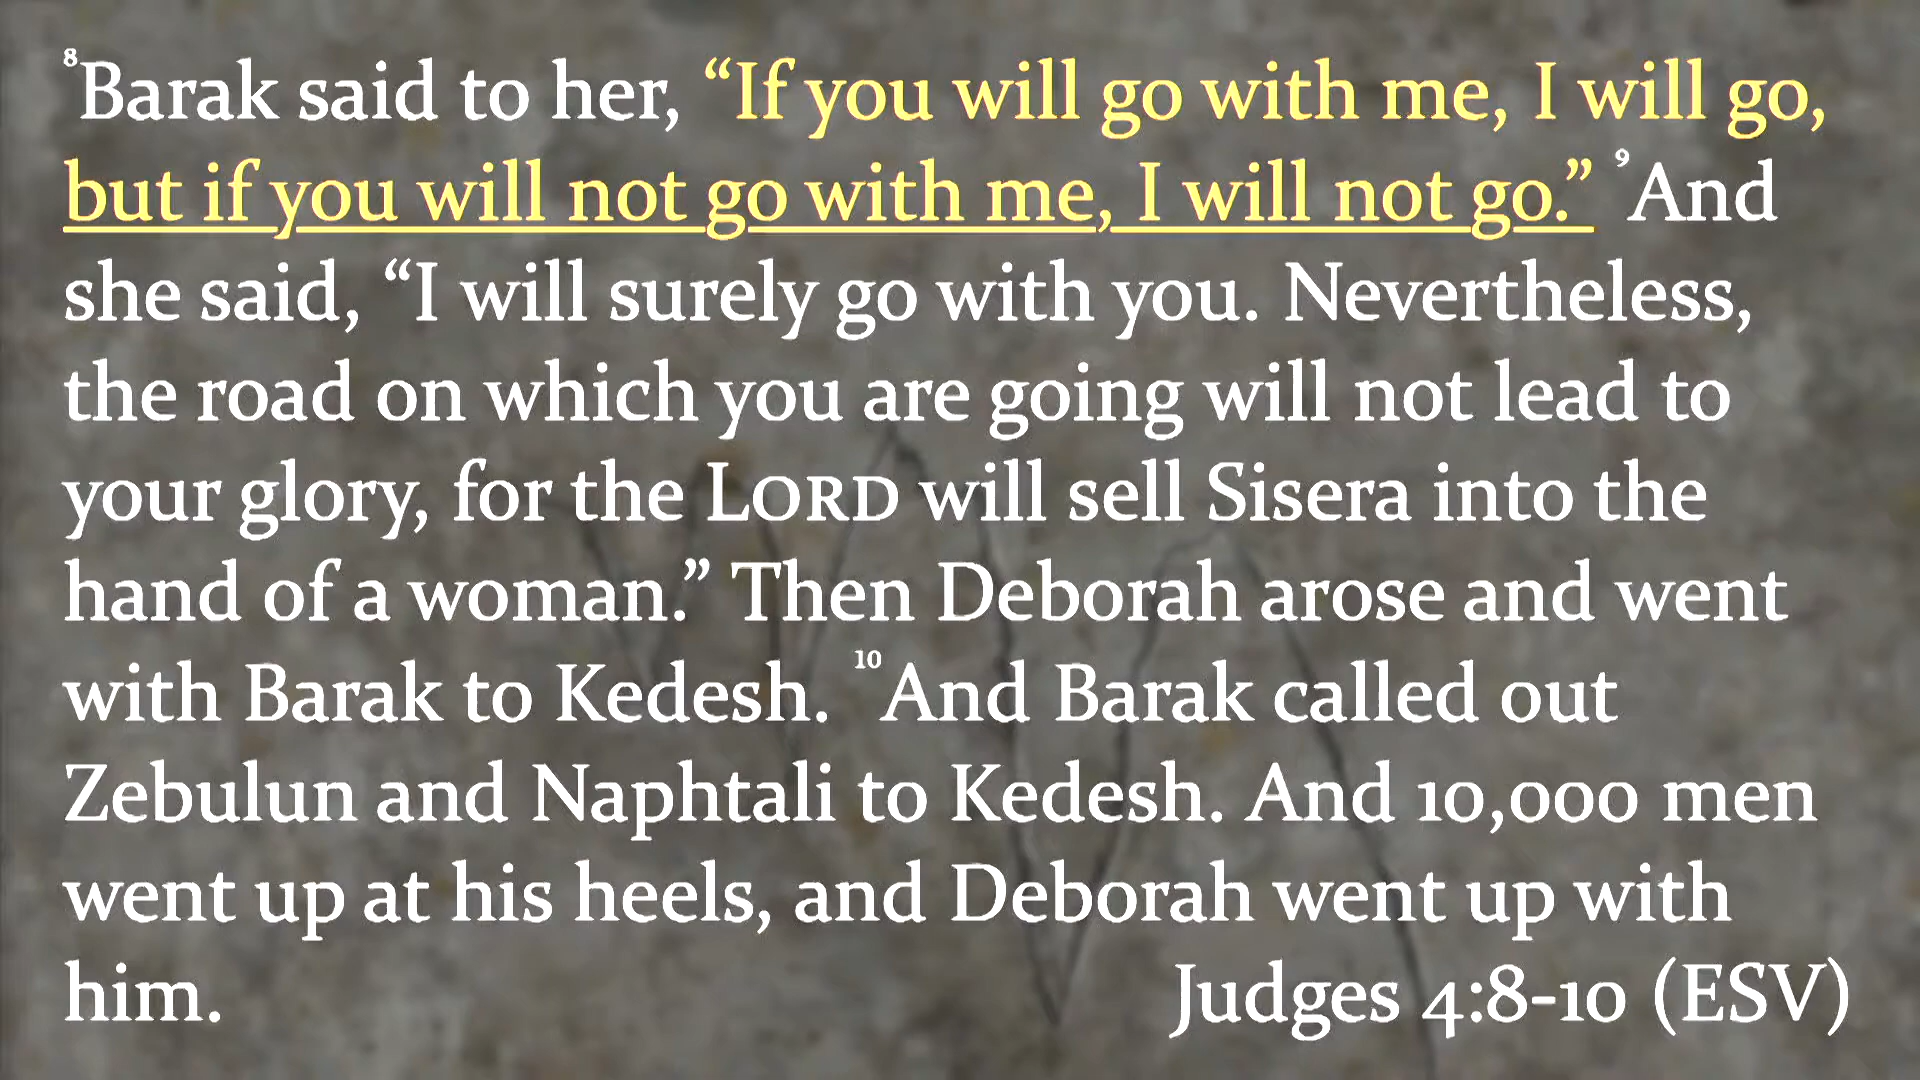 ⁸Barak said to her, “If you will go with me, I will go,
but if you will not go with me, I will not go.” ⁹And
she said, “I will surely go with you. Nevertheless,
the road on which you are going will not lead to
your glory, for the LORD will sell Sisera into the
hand of a woman.” Then Deborah arose and went
with Barak to Kedesh. ¹⁰And Barak called out
Zebulun and Naphtali to Kedesh. And 10,000 men
went up at his heels, and Deborah went up with
him. Judges 4:8-10 (ESV)